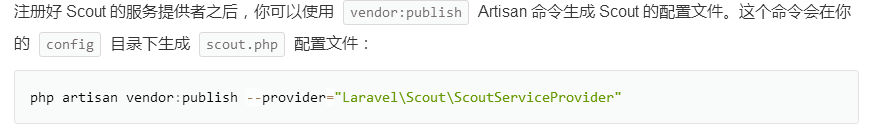 注册好 Scout 的服务提供者之后，你可以使用 vendor:publish Artisan 命令生成 Scout 的配置文件。这个命令会在你
的 config 目录下生成 scout.php 配置文件：
php artisan vendor:publish --provider="Laravel\Scout\ScoutServiceProvider"